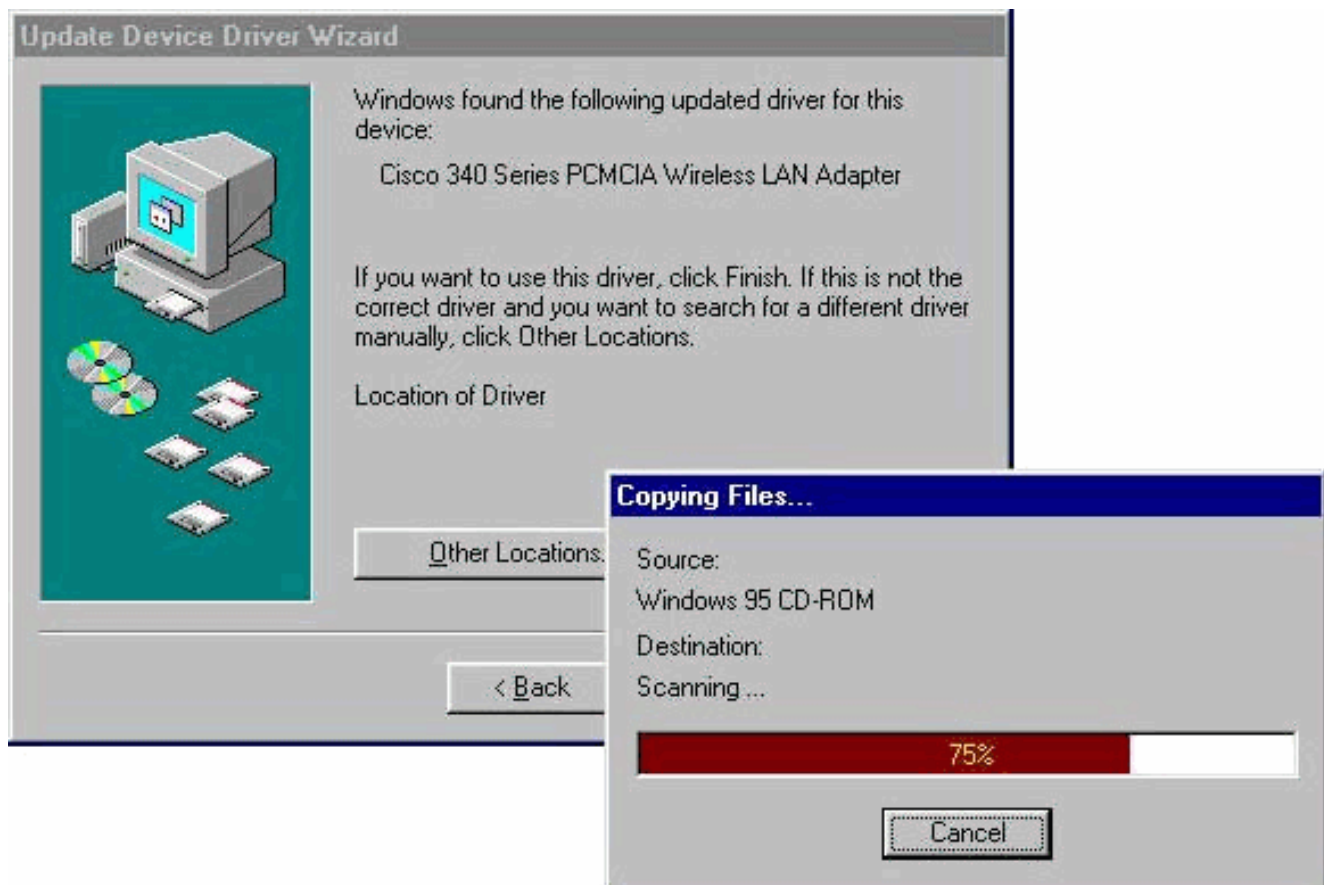 Update Device Driver Wizard
Windows found the following updated driver for this
device:
Cisco 340 Series PCMCIA Wireless LAN Adapter
If you want to use this driver, click Finish. If this is not the
correct driver and you want to search for a different driver
manually, click Other Locations.
Location of Driver
Other Locations.
< Back
Copying Files...
Source:
Windows 95 CD-ROM
Destination:
Scanning ...
75%
Cancel